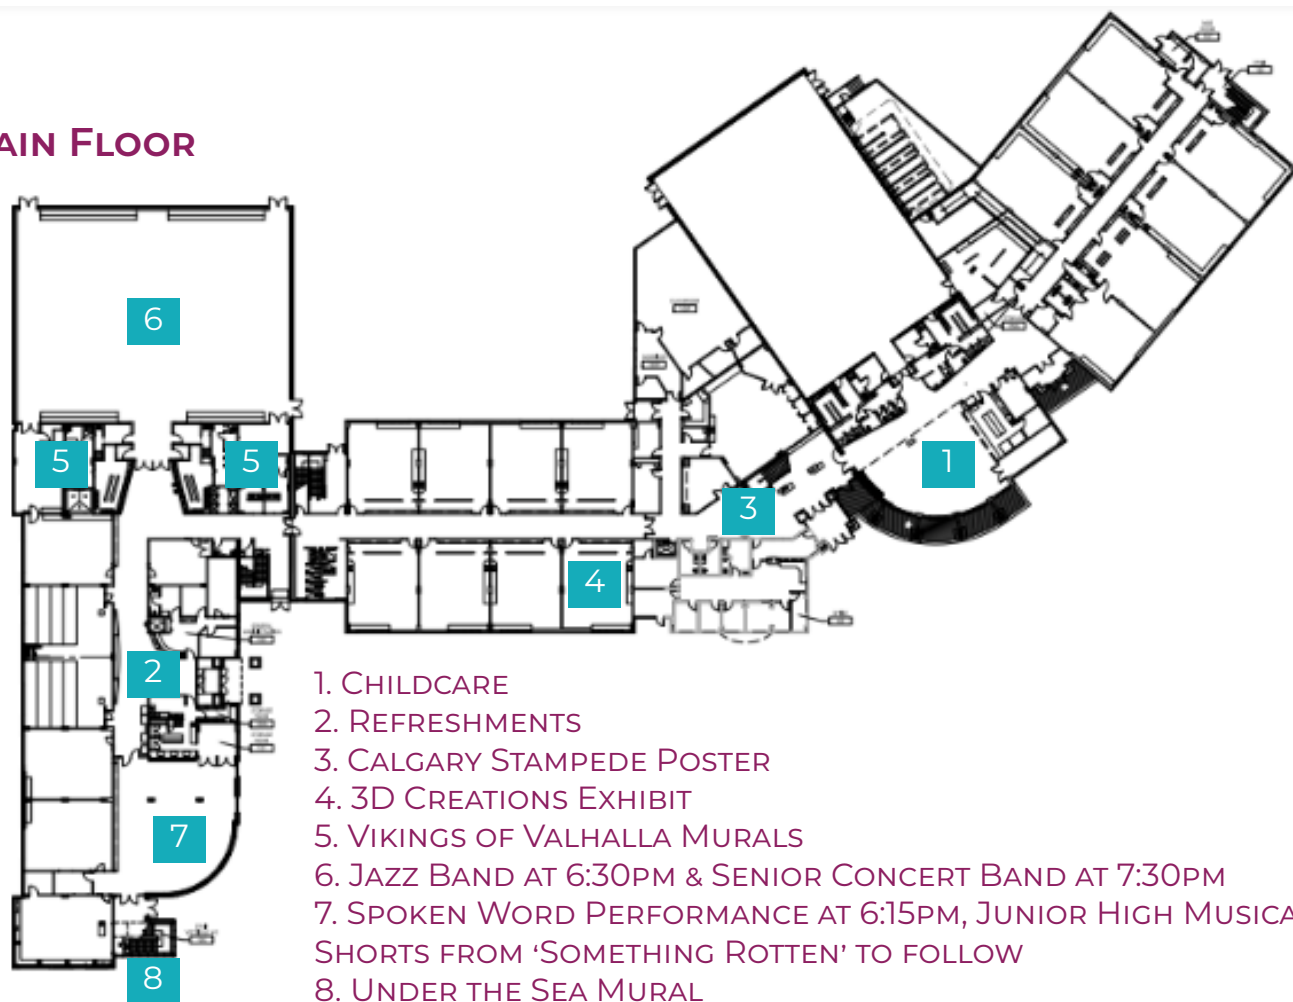 AIN FLOOR
6
5
5
1
3
4
2
7
8
1. CHILDCARE
2. REFRESHMENTS
3. CALGARY STAMPEDE POSTER
4. 3D CREATIONS EXHIBIT
5. VIKINGS OF VALHALLA MURALS
6. JAZZ BAND AT 6:30PM & SENIOR CONCERT BAND AT 7:30PM
7. SPOKEN WORD PERFORMANCE AT 6:15PM, JUNIOR HIGH MUSICA
SHORTS FROM ‘SOMETHING ROTTEN’ TO FOLLOW
8. UNDER THE SEA MURAL